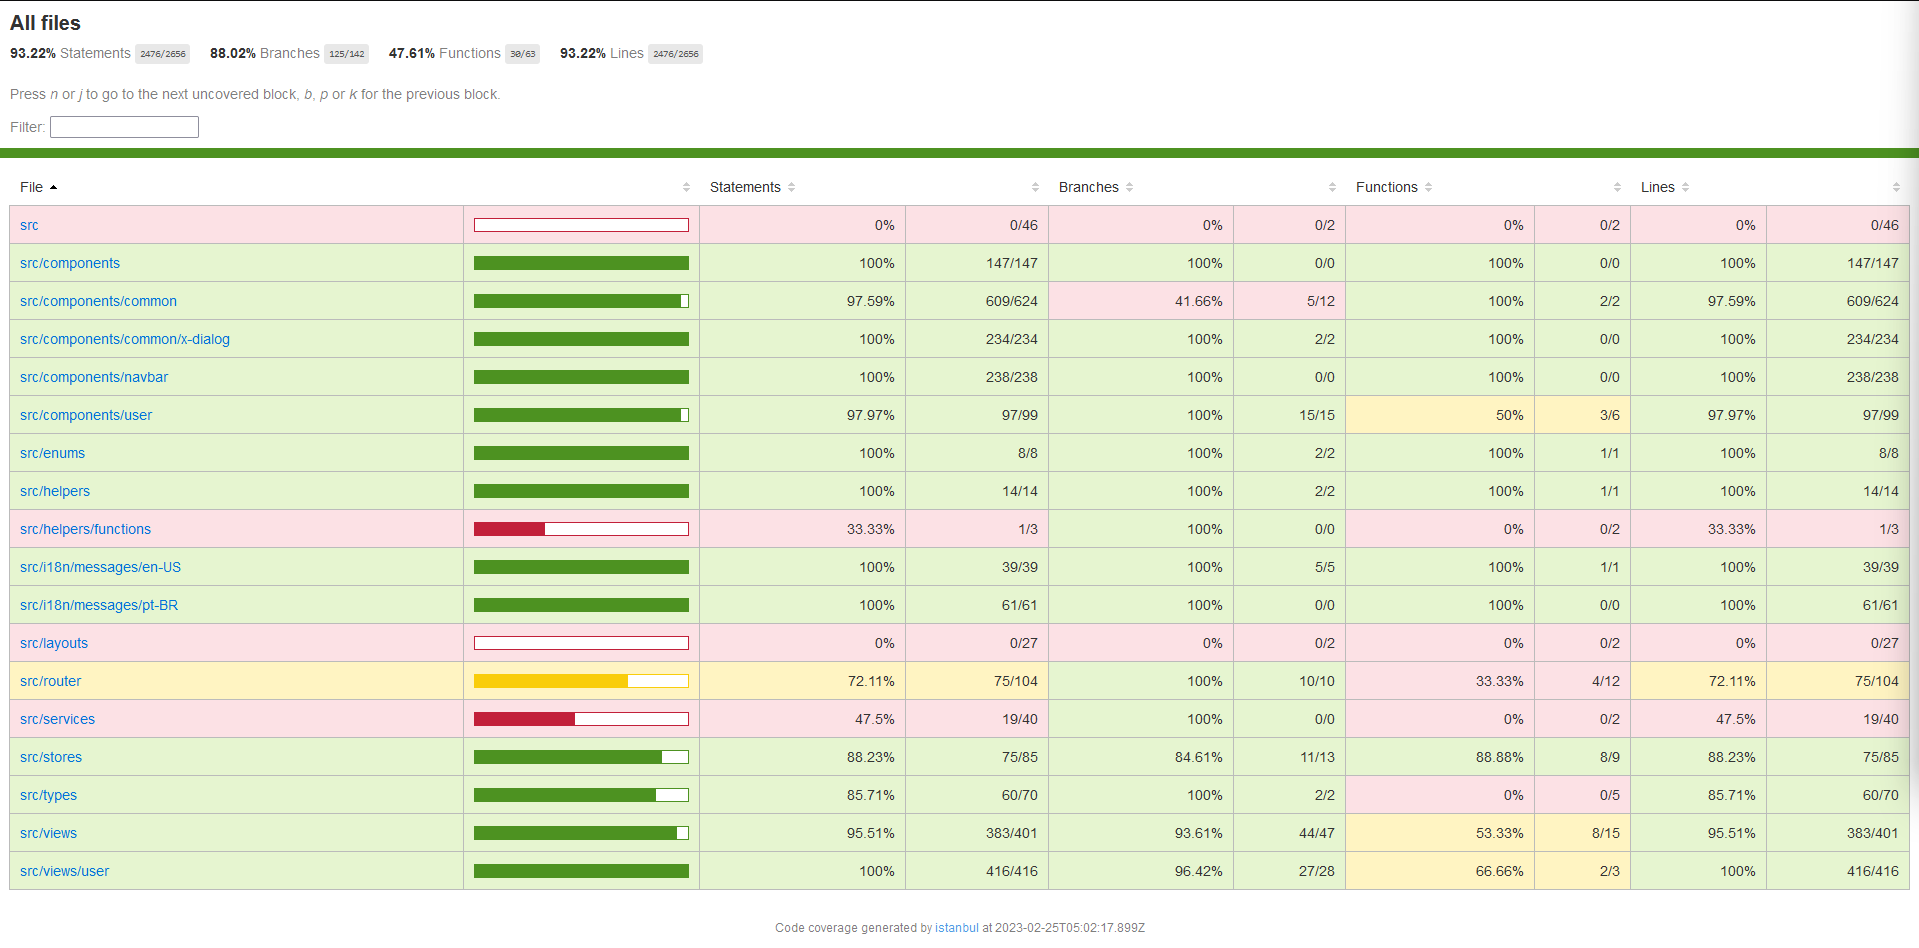 All files
93.22% Statements 2476/2656 88.02% Branches 125/142 47.61% Functions 30/63 93.22% Lines 2476/2656
Press n or j to go to the next uncovered block, b, p or k for the previous block.
Filter:
File Statements Branches Functions Lines
src 0% 0/46 0% 0/2 0% 0/2 0% 0/46
src/components 100% 147/147 100% 0/0 100% 0/0 100% 147/147
src/components/common 97.59% 609/624 41.66% 5/12 100% 2/2 97.59% 609/624
src/components/common/x-dialog 100% 234/234 100% 2/2 100% 0/0 100% 234/234
src/components/navbar 100% 238/238 100% 0/0 100% 0/0 100% 238/238
src/components/user 97.97% 97/99 100% 15/15 50% 3/6 97.97% 97/99
src/enums 100% 8/8 100% 2/2 100% 1/1 100% 8/8
src/helpers 100% 14/14 100% 2/2 100% 1/1 100% 14/14
src/helpers/functions 33.33% 1/3 100% 0/0 0% 0/2 33.33% 1/3
src/i18n/messages/en-US 100% 39/39 100% 5/5 100% 1/1 100% 39/39
src/i18n/messages/pt-BR 100% 61/61 100% 0/0 100% 0/0 100% 61/61
src/layouts 0% 0/27 0% 0/2 0% 0/2 0% 0/27
src/router 72.11% 75/104 100% 10/10 33.33% 4/12 72.11% 75/104
src/services 47.5% 19/40 100% 0/0 0% 0/2 47.5% 19/40
src/stores 88.23% 75/85 84.61% 11/13 88.88% 8/9 88.23% 75/85
src/types 85.71% 60/70 100% 2/2 0% 0/5 85.71% 60/70
src/views 95.51% 383/401 93.61% 44/47 53.33% 8/15 95.51% 383/401
src/views/user 100% 416/416 96.42% 27/28 66.66% 2/3 100% 416/416
Code coverage generated by istanbul at 2023-02-25T05:02:17.899Z